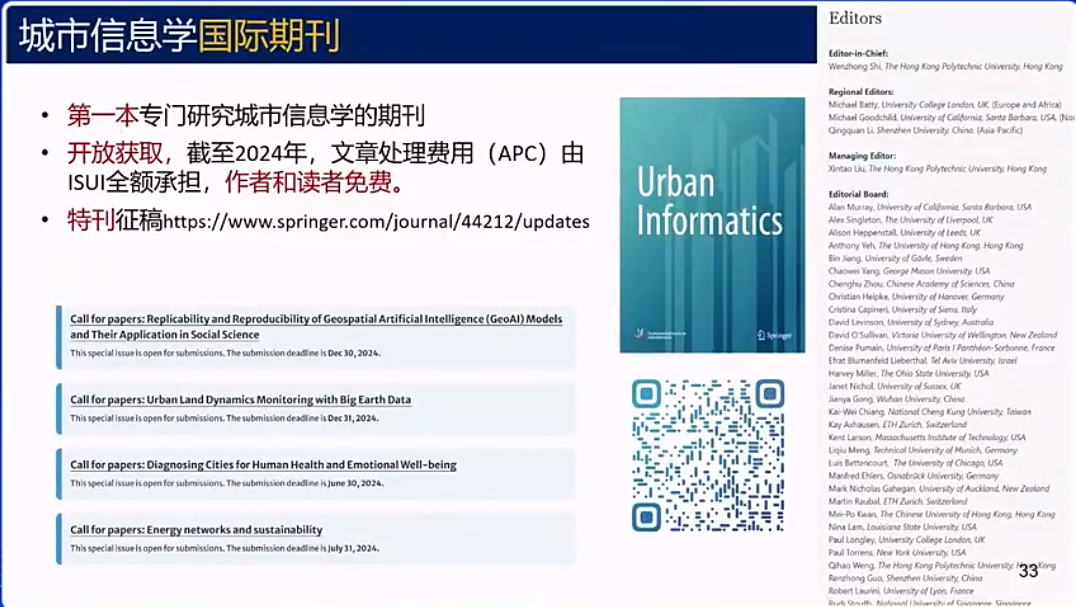 城市信息学国际期刊
• 第一本专门研究城市信息学的期刊
• 开放获取，截至2024年，文章处理费用（APC）由
ISUI全额承担，作者和读者免费。
• 特刊征稿https://www.springer.com/journal/44212/updates
Call for papers: Replicability and Reproducibility of Geospatial Artificial Intelligence (GeoAI) Models
and Their Application in Social Science
This special issue is open for submissions. The submission deadline is Dec 30, 2024.
Call for papers: Urban Land Dynamics Monitoring with Big Earth Data
This special issue is open for submissions. The submission deadline is Dec 31, 2024.
Call for papers: Diagnosing Cities for Human Health and Emotional Well-being
This special issue is open for submissions. The submission deadline is June 30, 2024.
Call for papers: Energy networks and sustainability
This special issue is open for submissions. The submission deadline is July 31, 2024.
Urban
Informatics
Springer
Editors
Editor-in-Chief:
Wenzhong Shi, The Hong Kong Polytechnic University, Hong Kong
Regional Editors:
Michael Batty, University College London, UK. (Europe and Africa)
Michael Goodchild, University of California, Santa Barbara, USA. (No
Qingquan Li, Shenzhen University, China. (Asia-Pacific)
Managing Editor:
Xintao Liu, The Hong Kong Polytechnic University, Hong Kong
Editorial Board:
Alan Murray, University of California, Santa Barbara, USA
Alex Singleton, The University of Liverpool, UK
Alison Heppenstall, University of Leeds, UK
Anthony Yeh, The University of Hong Kong, Hong Kong
Bin Jiang, University of Gävle, Sweden
Chaowei Yang, George Mason University, USA
Chenghu Zhou, Chinese Academy of Sciences, China
Christian Heipke, University of Hanover, Germany
Cristina Capineri, University of Siena, Italy
David Levinson, University of Sydney, Australia
David O'Sullivan, Victoria University of Wellington, New Zealand
Denise Pumain, University of Paris I Panthéon-Sorbonne, France
Efrat Blumenfeld Lieberthal, Tel Aviv University, Israel
Harvey Miller, The Ohio State University, USA
Janet Nichol, University of Sussex, UK
Jianya Gong, Wuhan University, China
Kai-Wei Chiang, National Cheng Kung University, Taiwan
Kay Axhausen, ETH Zurich, Switzerland
Kent Larson, Massachusetts Institute of Technology, USA
Liqiu Meng, Technical University of Munich, Germany
Luis Bettencourt, The University of Chicago, USA
Manfred Ehlers, Osnabrück University, Germany
Mark Nicholas Gahegan, University of Auckland, New Zealand
Martin Raubal, ETH Zurich, Switzerland
Mei-Po Kwan, The Chinese University of Hong Kong, Hong Kong
Nina Lam, Louisiana State University, USA
Paul Longley, University College London, UK
Paul Torrens, New York University, USA
Qihao Weng, The Hong Kong Polytechnic University, Hong Kong
Renzhong Guo, Shenzhen University, China
Robert Laurini, University of Lyon, France
33